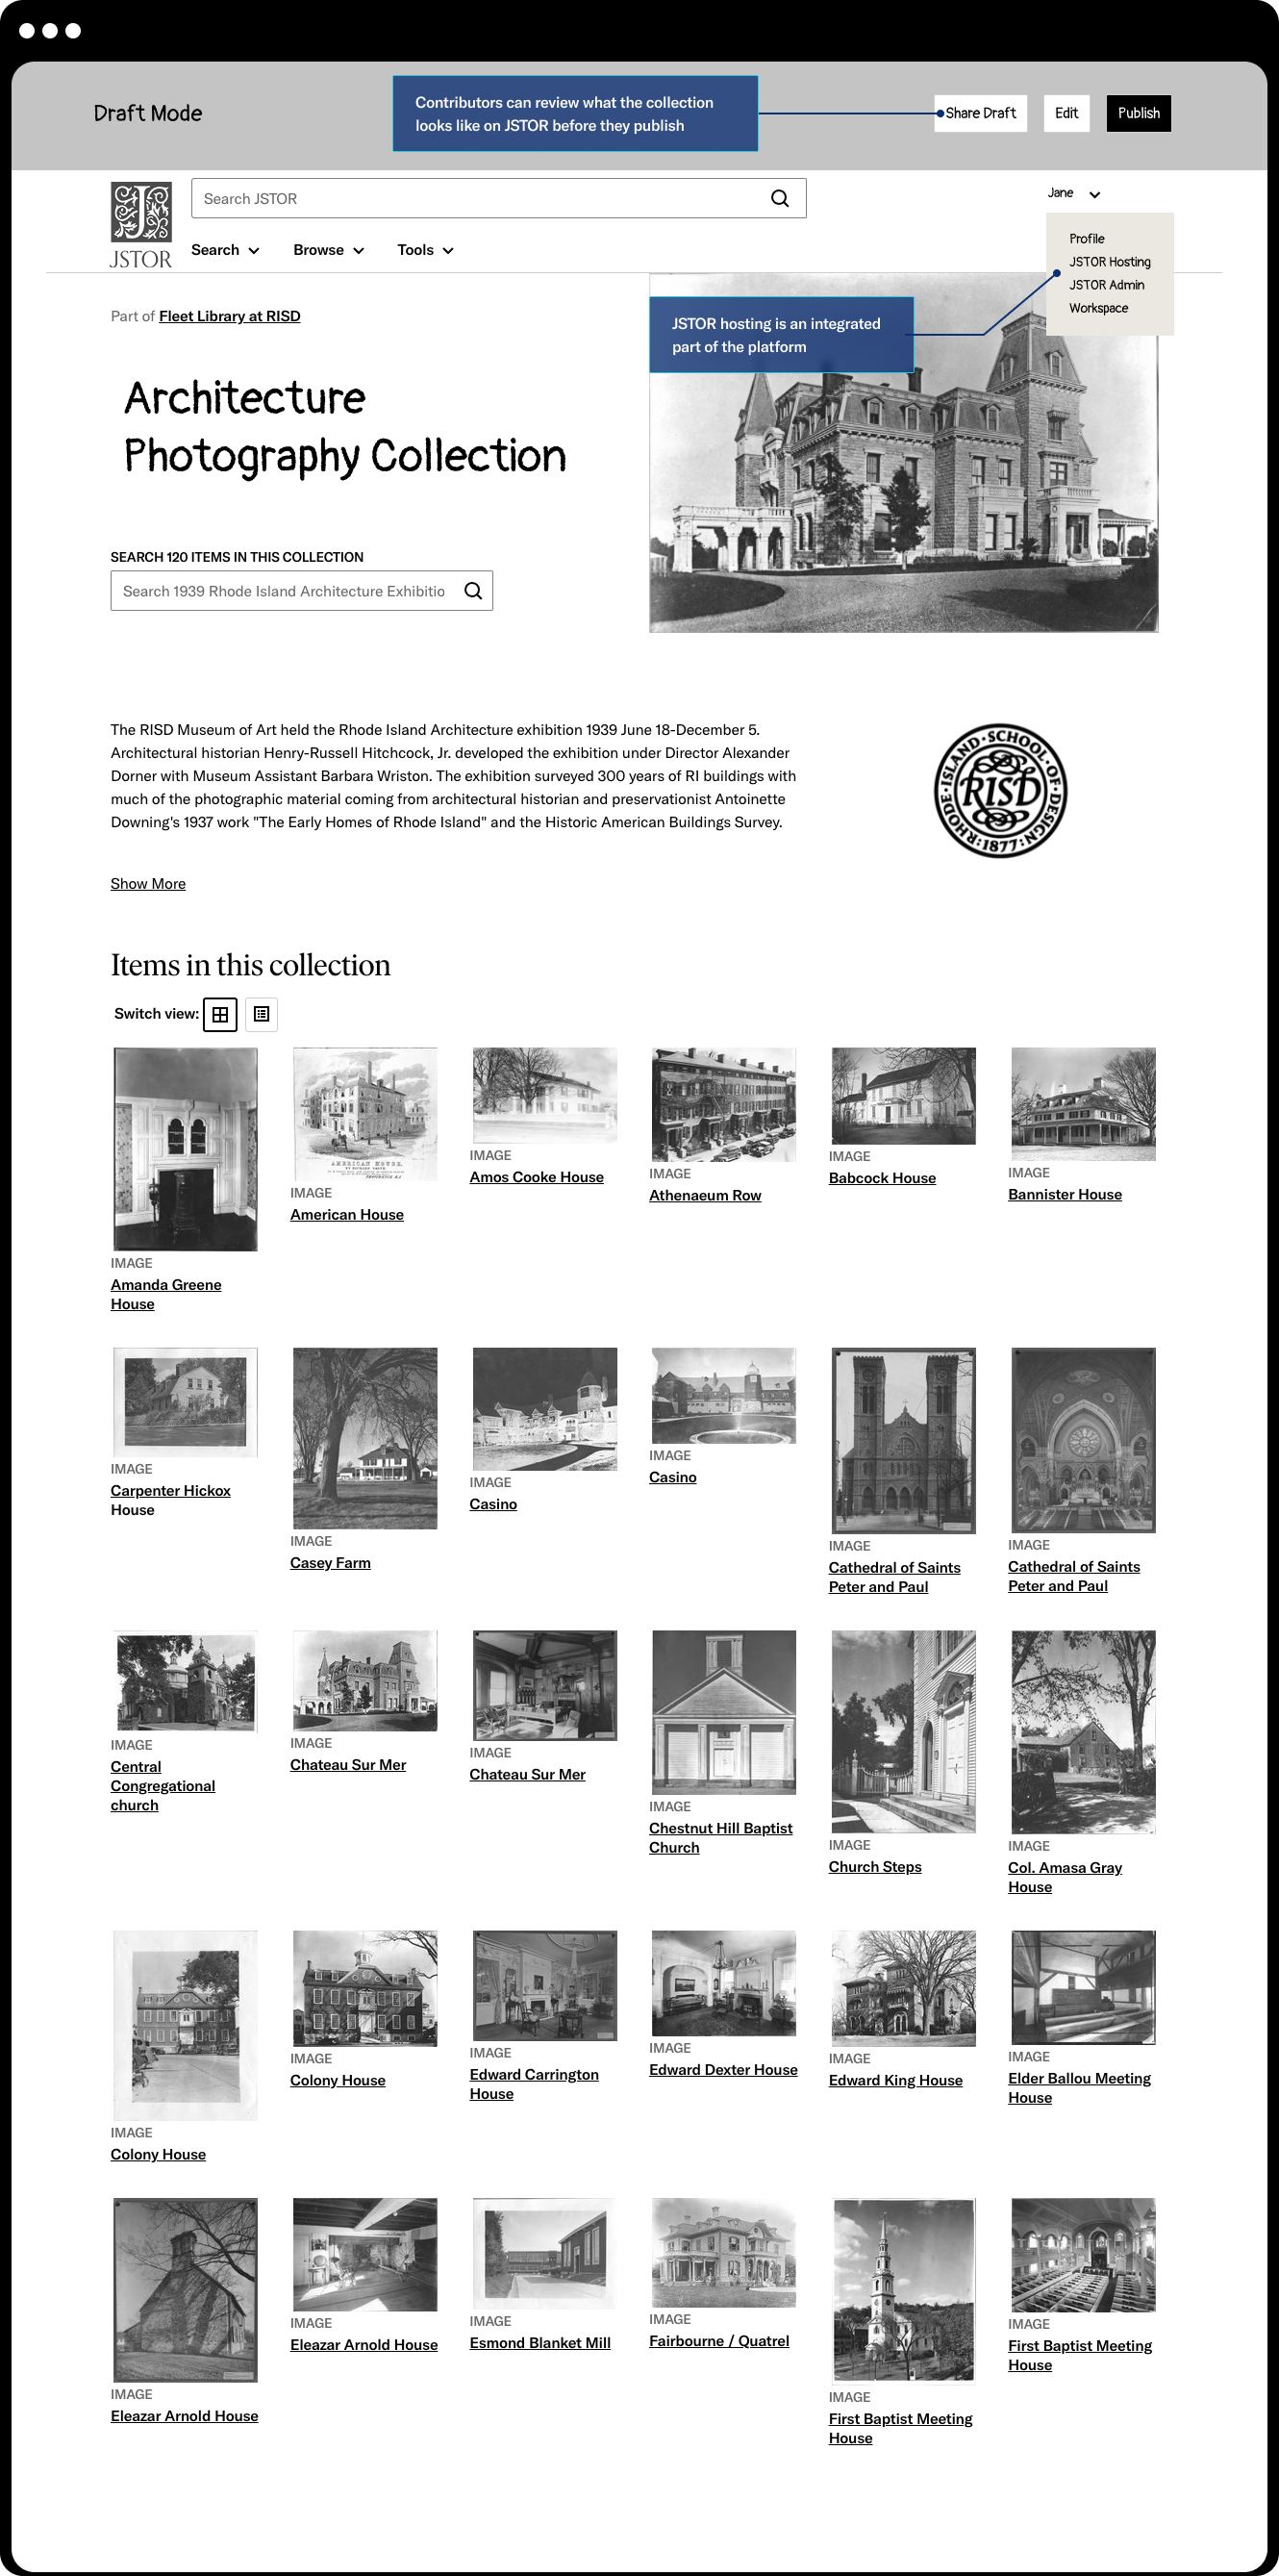 Draft Mode
Contributors can review what the collection
looks like on JSTOR before they publish
Share Draft
Edit
Publish
JSTOR
Search JSTOR
Jane
Search
Browse
Tools
Profile
JSTOR Hosting
JSTOR Admin
Workspace
Part of Fleet Library at RISD
JSTOR hosting is an integrated
part of the platform
Architecture
Photography Collection
SEARCH 120 ITEMS IN THIS COLLECTION
Search 1939 Rhode Island Architecture Exhibitio
The RISD Museum of Art held the Rhode Island Architecture exhibition 1939 June 18-December 5.
Architectural historian Henry-Russell Hitchcock, Jr. developed the exhibition under Director Alexander
Dorner with Museum Assistant Barbara Wriston. The exhibition surveyed 300 years of RI buildings with
much of the photographic material coming from architectural historian and preservationist Antoinette
Downing's 1937 work "The Early Homes of Rhode Island" and the Historic American Buildings Survey.
RHODE·ISLAND·SCHOOL·OF·DESIGN
RISD
·1877·
Show More
Items in this collection
Switch view:
IMAGE
Amanda Greene
House
AMERICAN HOUSE,
IMAGE
American House
IMAGE
Amos Cooke House
IMAGE
Athenaeum Row
IMAGE
Babcock House
IMAGE
Bannister House
IMAGE
Carpenter Hickox
House
IMAGE
Casey Farm
IMAGE
Casino
IMAGE
Casino
IMAGE
Cathedral of Saints
Peter and Paul
IMAGE
Cathedral of Saints
Peter and Paul
IMAGE
Central
Congregational
church
IMAGE
Chateau Sur Mer
IMAGE
Chateau Sur Mer
IMAGE
Chestnut Hill Baptist
Church
IMAGE
Church Steps
IMAGE
Col. Amasa Gray
House
IMAGE
Colony House
IMAGE
Colony House
IMAGE
Edward Carrington
House
IMAGE
Edward Dexter House
IMAGE
Edward King House
IMAGE
Elder Ballou Meeting
House
IMAGE
Eleazar Arnold House
IMAGE
Eleazar Arnold House
IMAGE
Esmond Blanket Mill
IMAGE
Fairbourne / Quatrel
IMAGE
First Baptist Meeting
House
IMAGE
First Baptist Meeting
House